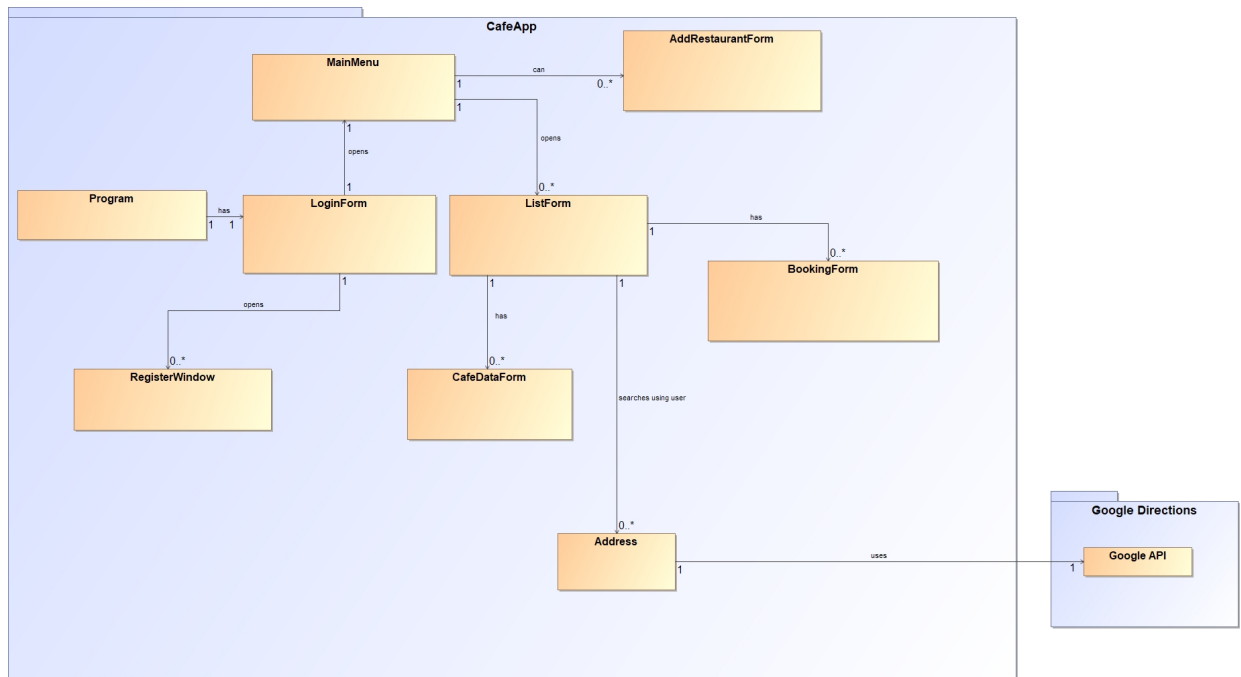 CafeApp
AddRestaurantForm
MainMenu
can
1
0..*
1
opens
1
opens
1
0..*
Program
has
1
1
LoginForm
ListForm
has
1
0..*
BookingForm
1
opens
0..*
RegisterWindow
1
has
0..*
CafeDataForm
1
searches using user
0..*
Address
1
uses
1
Google Directions
Google API